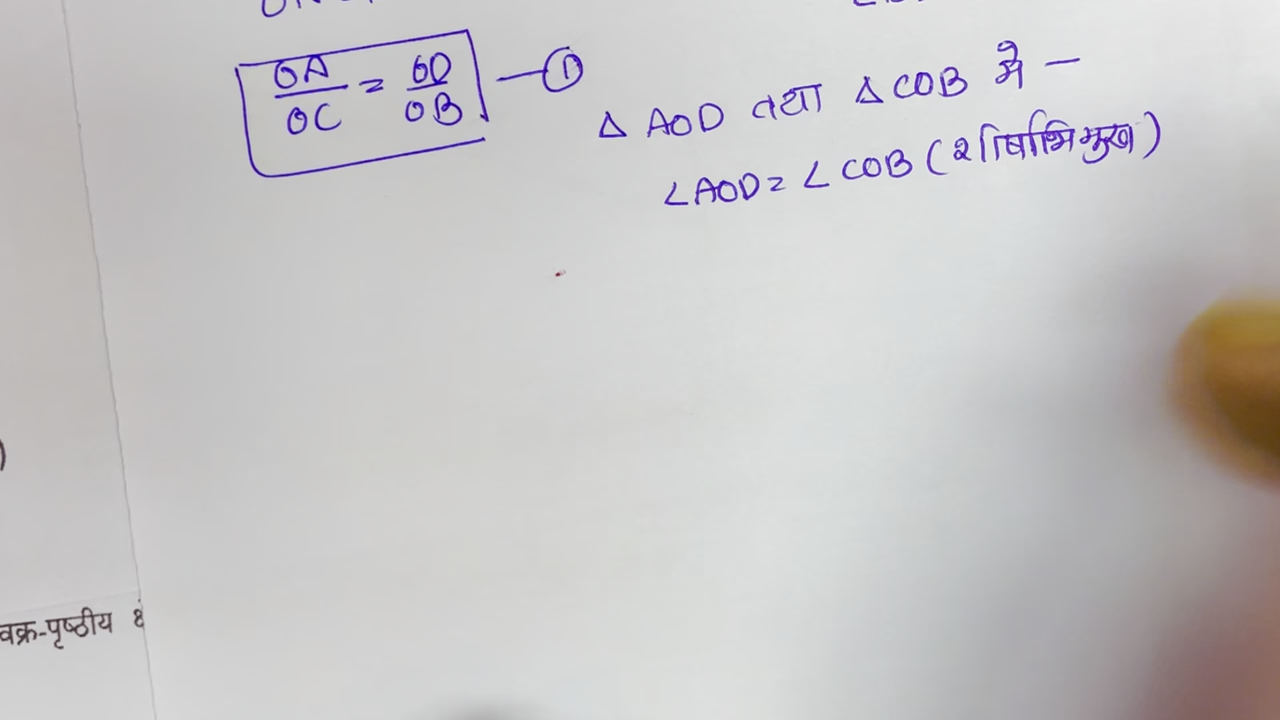 OA/OC = OD/OB — ①
△ AOD तथा △ COB में —
∠AOD = ∠COB (शीर्षाभिमुख)
वक्र-पृष्ठीय